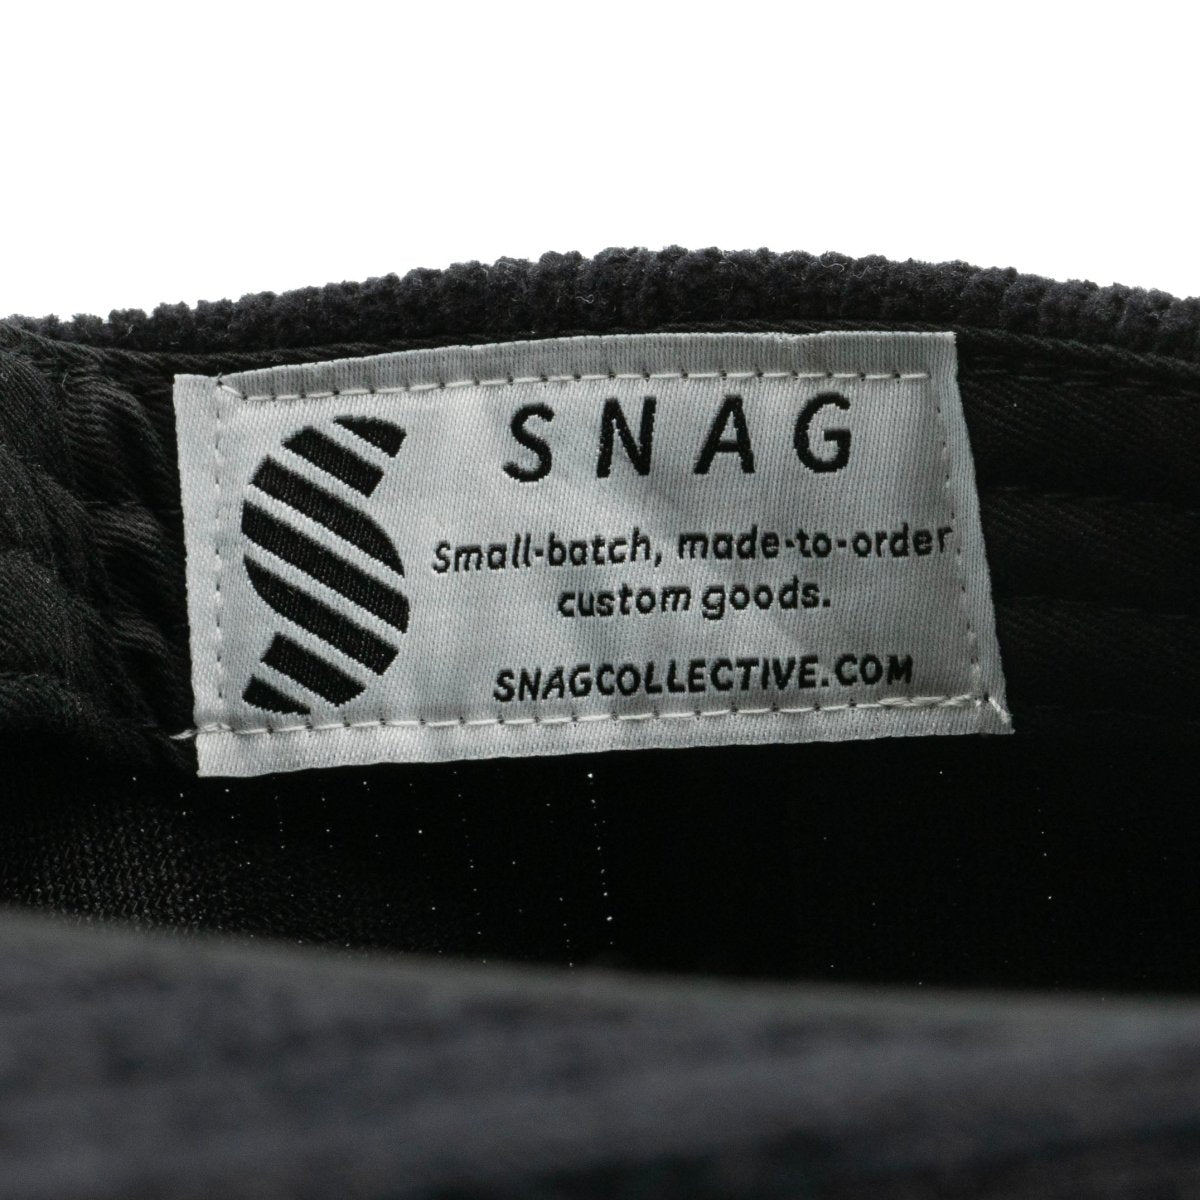 SNAG
Small-batch, made-to-order
custom goods.
SNAGCOLLECTIVE.COM